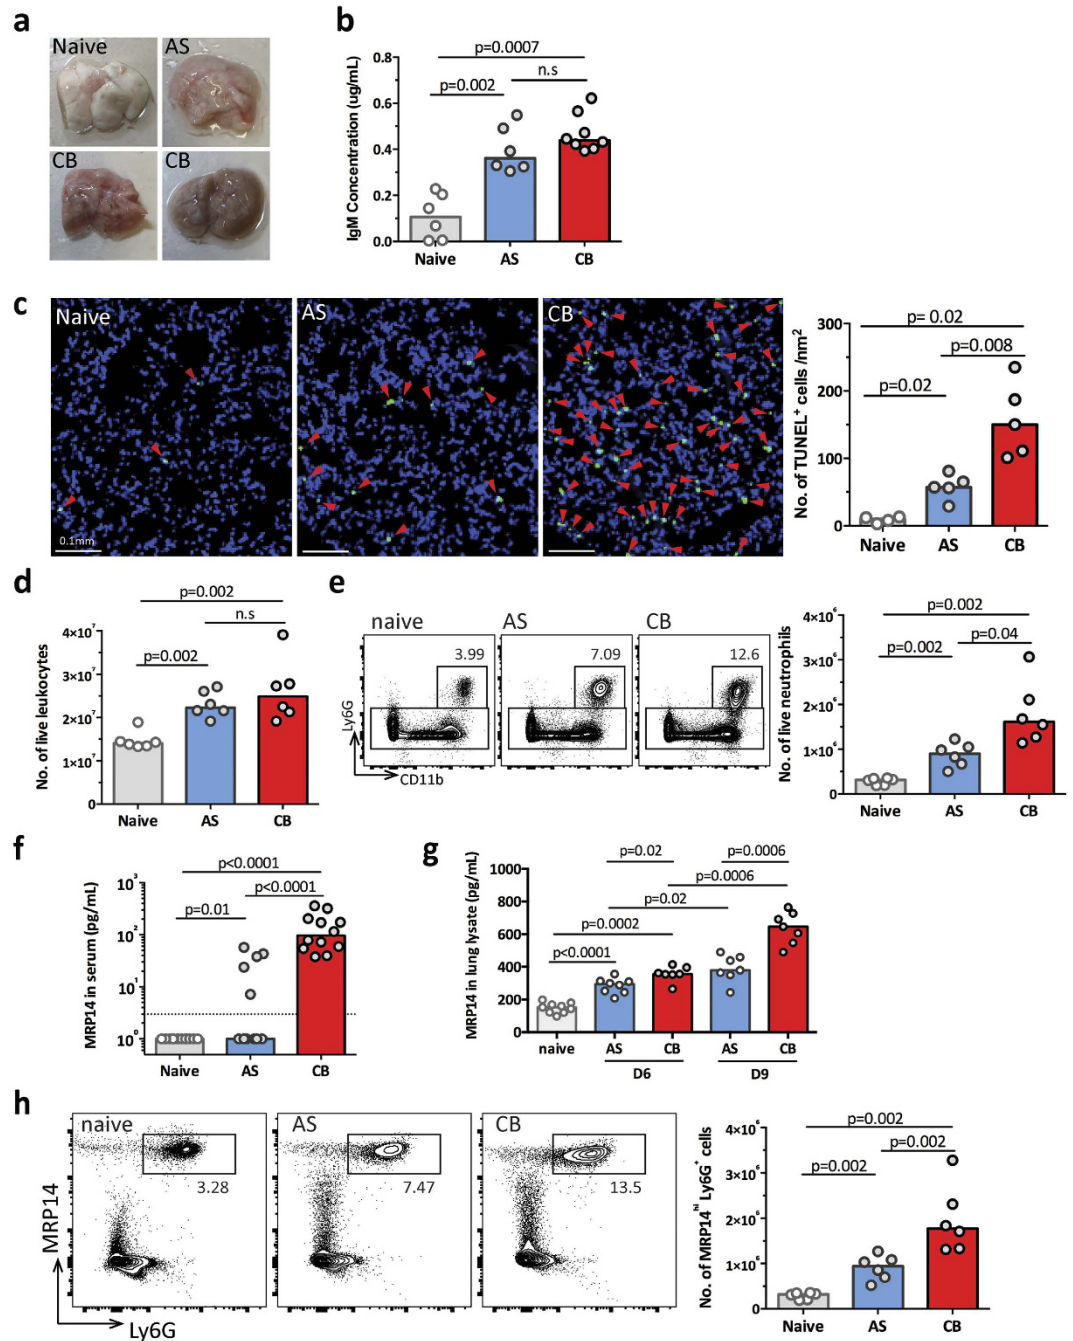 a
Naive
AS
CB
CB
b
p=0.0007
n.s
p=0.002
IgM Concentration (ug/mL)
0.8
0.6
0.4
0.2
0.0
Naive
AS
CB
c
Naive
AS
CB
0.1mm
No. of TUNEL⁺ cells /nm²
300
200
100
0
p= 0.02
p=0.008
p=0.02
Naive
AS
CB
d
No. of live leukocytes
p=0.002
n.s
p=0.002
4×10⁷
3×10⁷
2×10⁷
1×10⁷
0
Naive
AS
CB
e
naive
AS
CB
3.99
7.09
12.6
Ly6G
CD11b
No. of live neutrophils
4×10⁶
3×10⁶
2×10⁶
1×10⁶
0
p=0.002
p=0.04
p=0.002
Naive
AS
CB
f
MRP14 in serum (pg/mL)
p<0.0001
p<0.0001
p=0.01
10³
10²
10¹
10⁰
Naive
AS
CB
g
MRP14 in lung lysate (pg/mL)
1000
800
600
400
200
0
p=0.02
p=0.0006
p=0.0006
p=0.02
p=0.0002
p<0.0001
naive
AS
CB
AS
CB
D6
D9
h
naive
AS
CB
3.28
7.47
13.5
MRP14
Ly6G
No. of MRP14ʰⁱ Ly6G⁺ cells
4×10⁶
3×10⁶
2×10⁶
1×10⁶
0
p=0.002
p=0.002
p=0.002
Naive
AS
CB